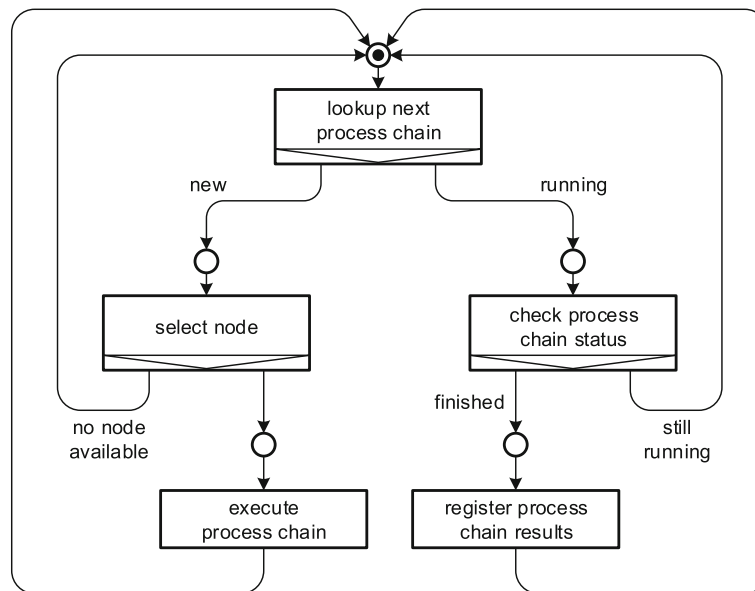 lookup next
process chain
new
running
select node
check process
chain status
finished
no node
available
still
running
execute
process chain
register process
chain results